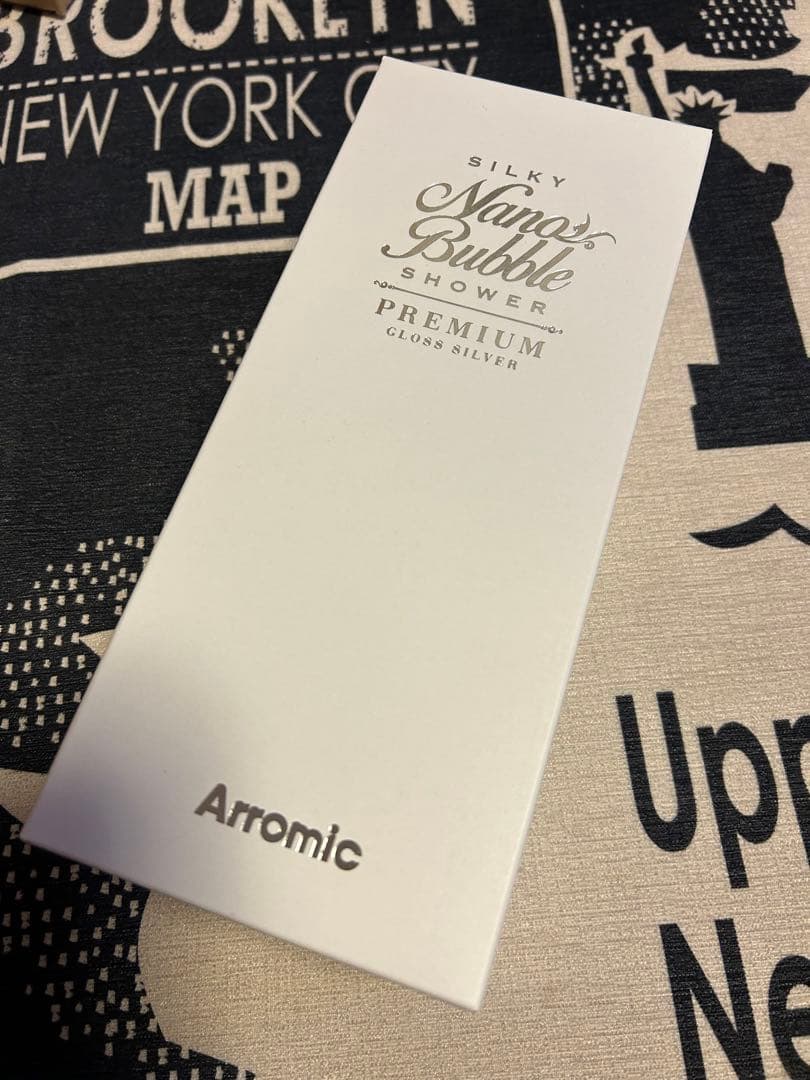 BROOKLYN
NEW YORK CITY
MAP
SILKY
Nano
Bubble
SHOWER
PREMIUM
GLOSS SILVER
Arromic
Upp
Ne